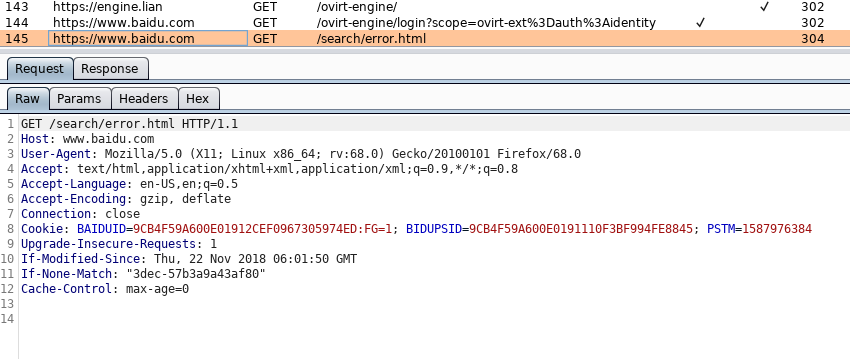 143 https://engine.lian GET /ovirt-engine/ ✓ 302
144 https://www.baidu.com GET /ovirt-engine/login?scope=ovirt-ext%3Dauth%3Aidentity ✓ 302
145 https://www.baidu.com GET /search/error.html 304
Request Response
Raw Params Headers Hex
1 GET /search/error.html HTTP/1.1
2 Host: www.baidu.com
3 User-Agent: Mozilla/5.0 (X11; Linux x86_64; rv:68.0) Gecko/20100101 Firefox/68.0
4 Accept: text/html,application/xhtml+xml,application/xml;q=0.9,*/*;q=0.8
5 Accept-Language: en-US,en;q=0.5
6 Accept-Encoding: gzip, deflate
7 Connection: close
8 Cookie: BAIDUID=9CB4F59A600E01912CEF0967305974ED:FG=1; BIDUPSID=9CB4F59A600E0191110F3BF994FE8845; PSTM=1587976384
9 Upgrade-Insecure-Requests: 1
10 If-Modified-Since: Thu, 22 Nov 2018 06:01:50 GMT
11 If-None-Match: "3dec-57b3a9a43af80"
12 Cache-Control: max-age=0
13
14